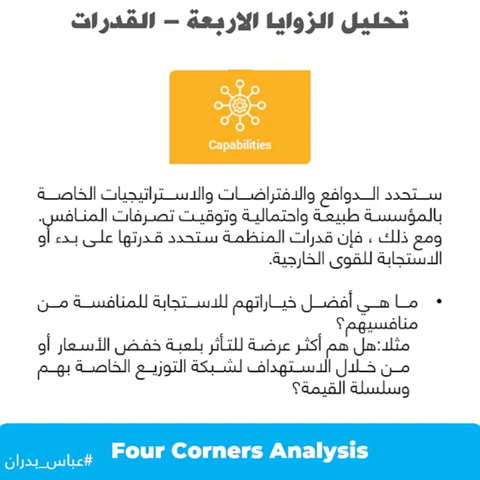 تحليل الزوايا الاربعة – القدرات
Capabilities
ستحدد الدوافع والافتراضات والاستراتيجيات الخاصة
بالمؤسسة طبيعة واحتمالية وتوقيت تصرفات المنافس.
ومع ذلك ، فإن قدرات المنظمة ستحدد قدرتها على بدء أو
الاستجابة للقوى الخارجية.
• ما هي أفضل خياراتهم للاستجابة للمنافسة من
منافسيهم؟
مثلا:هل هم أكثر عرضة للتأثر بلعبة خفض الأسعار أو
من خلال الاستهداف لشبكة التوزيع الخاصة بهم
وسلسلة القيمة؟
Four Corners Analysis
#عباس_بدران